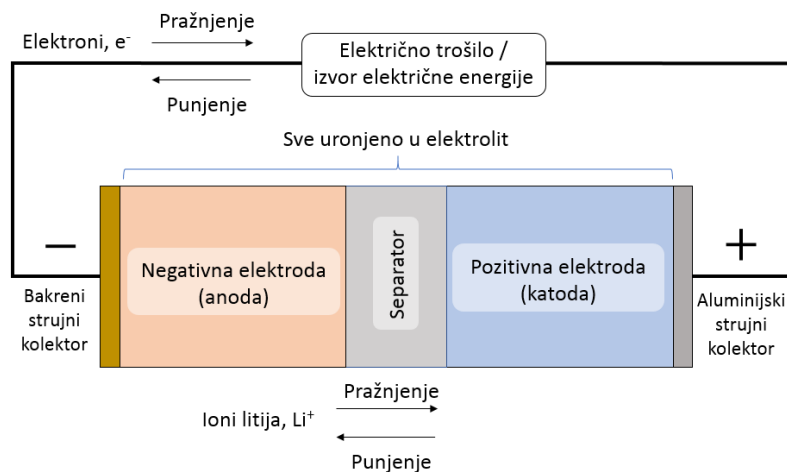 Pražnjenje
Elektroni, e⁻
Punjenje
Električno trošilo /
izvor električne energije
Sve uronjeno u elektrolit
−
+
Negativna elektroda
(anoda)
Separator
Pozitivna elektroda
(katoda)
Bakreni
strujni
kolektor
Aluminijski
strujni
kolektor
Pražnjenje
Ioni litija, Li⁺
Punjenje